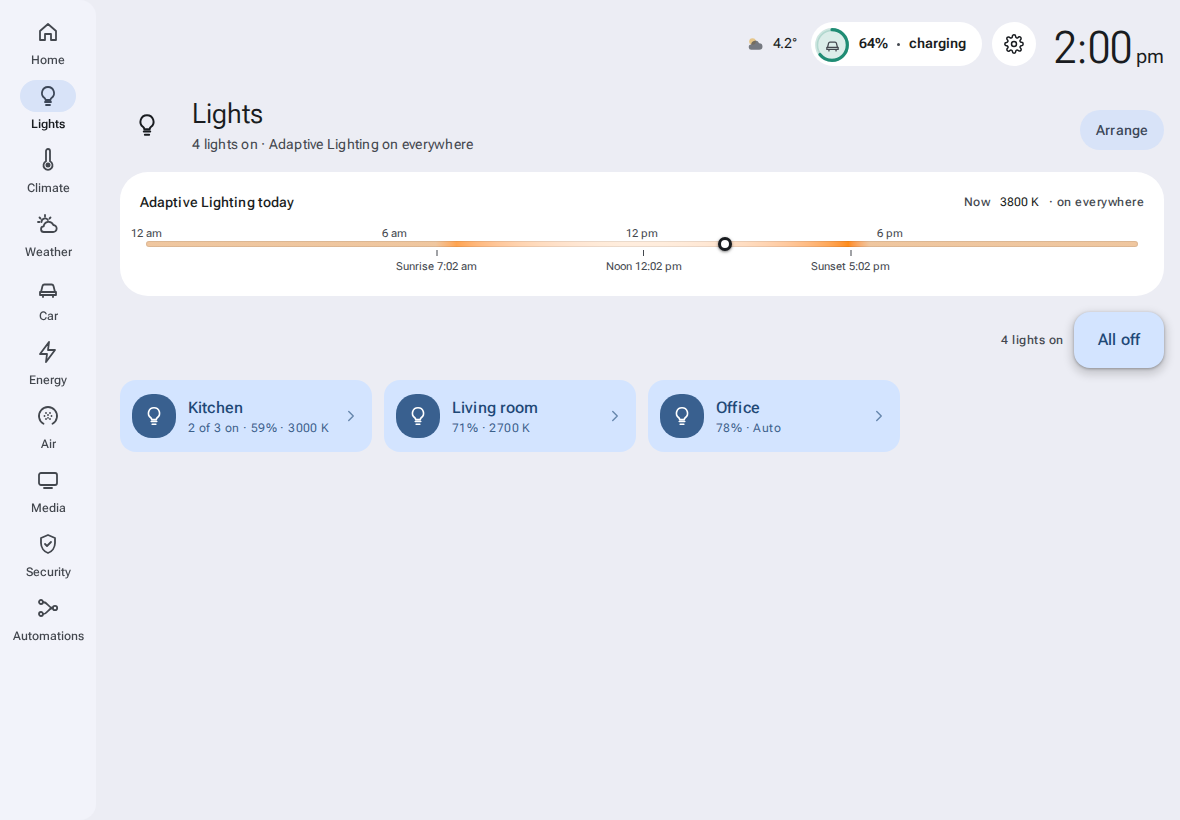 Home
Lights
Climate
Weather
Car
Energy
Air
Media
Security
Automations
4.2°
64% · charging
2:00 pm
Lights
4 lights on · Adaptive Lighting on everywhere
Arrange
Adaptive Lighting today
Now 3800 K · on everywhere
12 am 6 am 12 pm 6 pm
Sunrise 7:02 am Noon 12:02 pm Sunset 5:02 pm
4 lights on
All off
Kitchen
2 of 3 on · 59% · 3000 K
Living room
71% · 2700 K
Office
78% · Auto